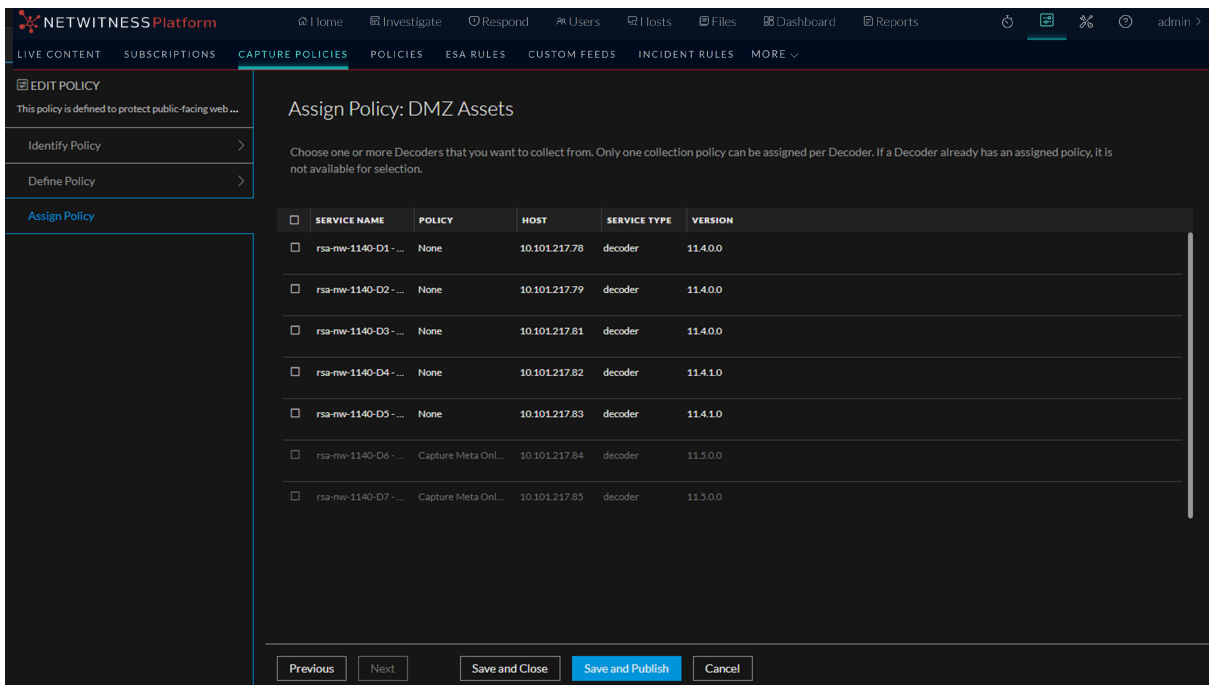 NETWITNESS Platform Home Investigate Respond Users Hosts Files Dashboard Reports admin
LIVE CONTENT SUBSCRIPTIONS CAPTURE POLICIES POLICIES ESA RULES CUSTOM FEEDS INCIDENT RULES MORE
EDIT POLICY
This policy is defined to protect public-facing web ...
Identify Policy
Define Policy
Assign Policy
Assign Policy: DMZ Assets
Choose one or more Decoders that you want to collect from. Only one collection policy can be assigned per Decoder. If a Decoder already has an assigned policy, it is
not available for selection.
SERVICE NAME POLICY HOST SERVICE TYPE VERSION
rsa-nw-1140-D1 - ... None 10.101.217.78 decoder 11.4.0.0
rsa-nw-1140-D2 - ... None 10.101.217.79 decoder 11.4.0.0
rsa-nw-1140-D3 - ... None 10.101.217.81 decoder 11.4.0.0
rsa-nw-1140-D4 - ... None 10.101.217.82 decoder 11.4.1.0
rsa-nw-1140-D5 - ... None 10.101.217.83 decoder 11.4.1.0
rsa-nw-1140-D6 - ... Capture Meta Onl... 10.101.217.84 decoder 11.5.0.0
rsa-nw-1140-D7 - ... Capture Meta Onl... 10.101.217.85 decoder 11.5.0.0
Previous Next Save and Close Save and Publish Cancel